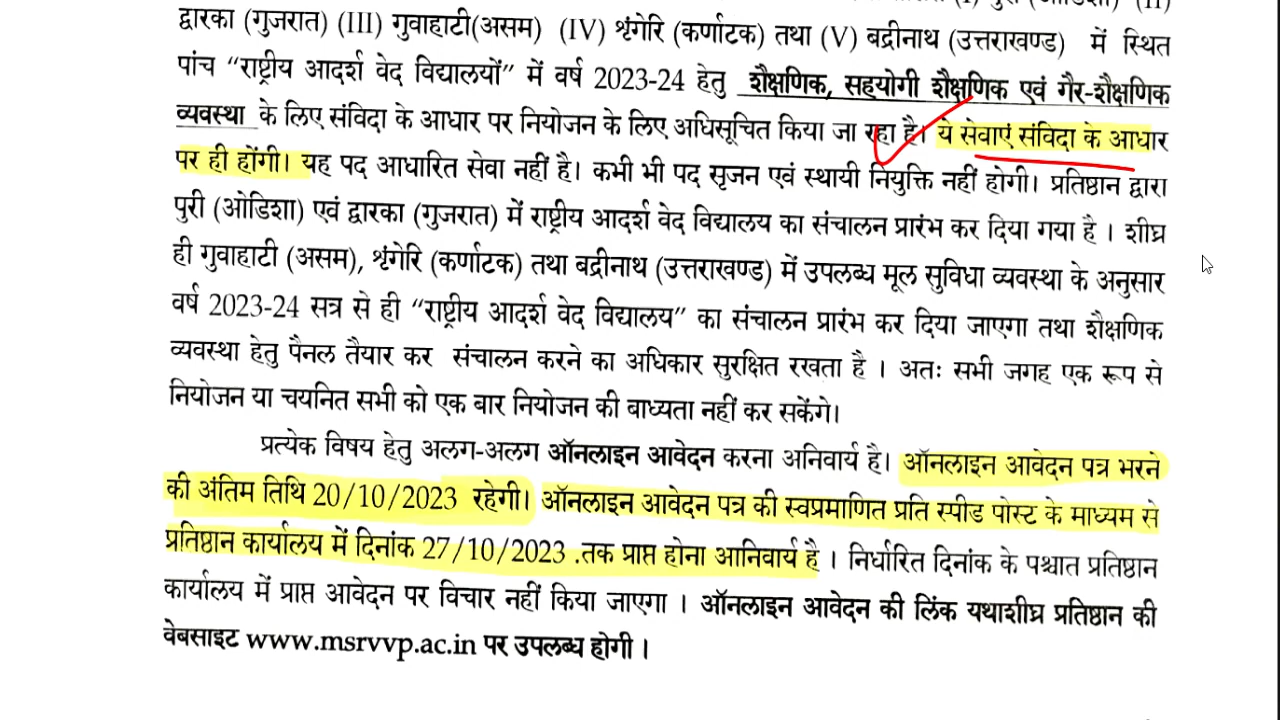 द्वारका (गुजरात) (III) गुवाहाटी(असम) (IV) श्रृंगेरि (कर्णाटक) तथा (V) बद्रीनाथ (उत्तराखण्ड) में स्थित
पांच “राष्ट्रीय आदर्श वेद विद्यालयों” में वर्ष 2023-24 हेतु शैक्षणिक, सहयोगी शैक्षणिक एवं गैर-शैक्षणिक
व्यवस्था के लिए संविदा के आधार पर नियोजन के लिए अधिसूचित किया जा रहा है। ये सेवाएं संविदा के आधार
पर ही होंगी। यह पद आधारित सेवा नहीं है। कभी भी पद सृजन एवं स्थायी नियुक्ति नहीं होगी। प्रतिष्ठान द्वारा
पुरी (ओडिशा) एवं द्वारका (गुजरात) में राष्ट्रीय आदर्श वेद विद्यालय का संचालन प्रारंभ कर दिया गया है । शीघ्र
ही गुवाहाटी (असम), श्रृंगेरि (कर्णाटक) तथा बद्रीनाथ (उत्तराखण्ड) में उपलब्ध मूल सुविधा व्यवस्था के अनुसार
वर्ष 2023-24 सत्र से ही “राष्ट्रीय आदर्श वेद विद्यालय” का संचालन प्रारंभ कर दिया जाएगा तथा शैक्षणिक
व्यवस्था हेतु पैनल तैयार कर संचालन करने का अधिकार सुरक्षित रखता है । अतः सभी जगह एक रूप से
नियोजन या चयनित सभी को एक बार नियोजन की बाध्यता नहीं कर सकेंगे।
प्रत्येक विषय हेतु अलग-अलग ऑनलाइन आवेदन करना अनिवार्य है। ऑनलाइन आवेदन पत्र भरने
की अंतिम तिथि 20/10/2023 रहेगी। ऑनलाइन आवेदन पत्र की स्वप्रमाणित प्रति स्पीड पोस्ट के माध्यम से
प्रतिष्ठान कार्यालय में दिनांक 27/10/2023 .तक प्राप्त होना आनिवार्य है । निर्धारित दिनांक के पश्चात प्रतिष्ठान
कार्यालय में प्राप्त आवेदन पर विचार नहीं किया जाएगा । ऑनलाइन आवेदन की लिंक यथाशीघ्र प्रतिष्ठान की
वेबसाइट www.msrvvp.ac.in पर उपलब्ध होगी ।